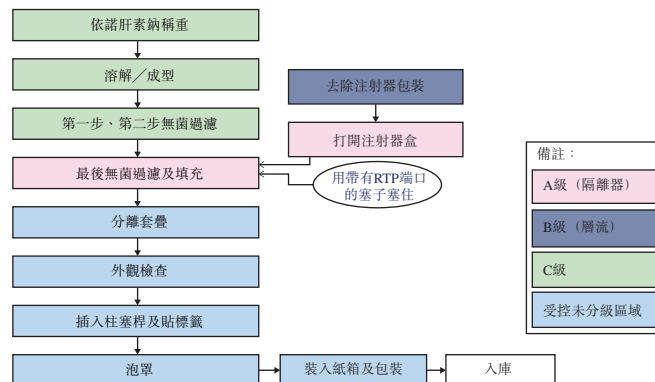 依諾肝素鈉稱重
溶解／成型
第一步、第二步無菌過濾
最後無菌過濾及填充
分離套疊
外觀檢查
插入柱塞桿及貼標籤
泡罩
裝入紙箱及包裝
入庫
去除注射器包裝
打開注射器盒
用帶有RTP端口
的塞子塞住
備註：
A級（隔離器）
B級（層流）
C級
受控未分級區域